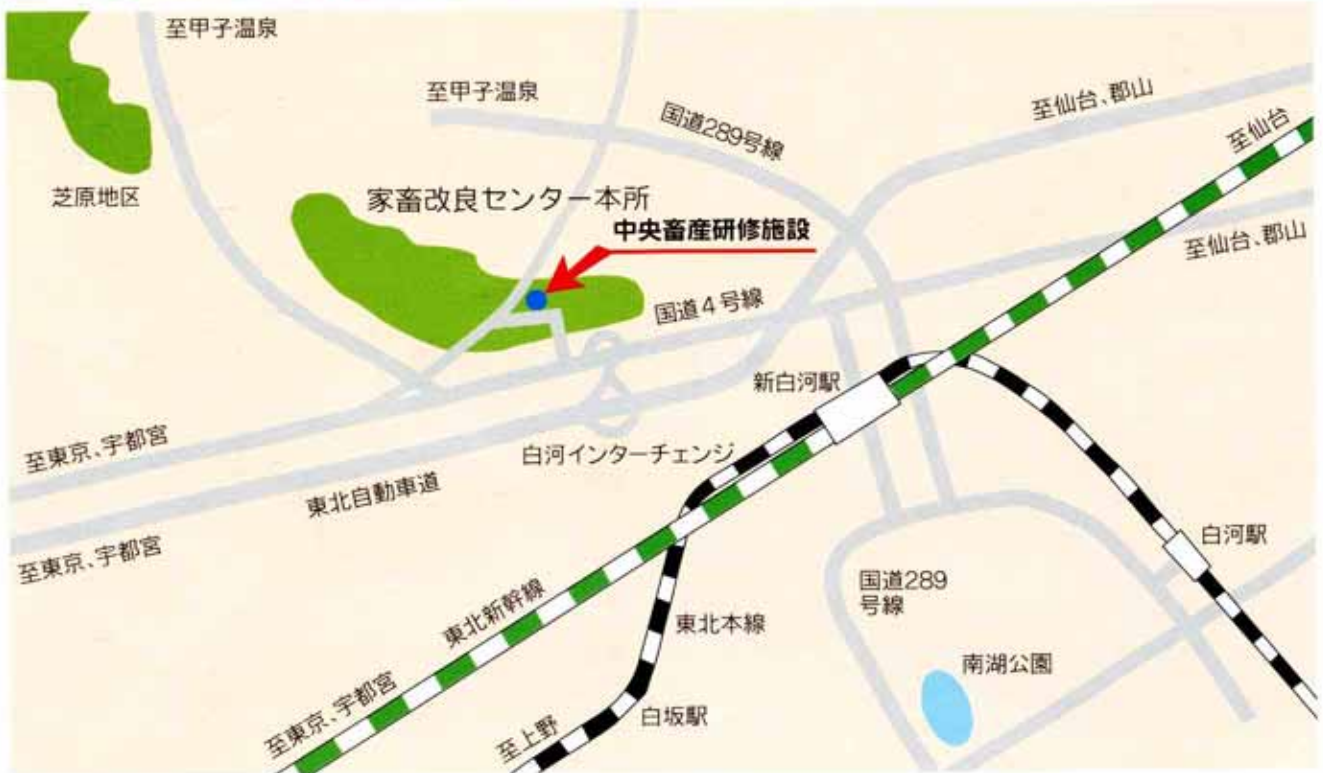 至甲子温泉
至甲子温泉
国道289号線
至仙台、郡山
至仙台
芝原地区
家畜改良センター本所
中央畜産研修施設
至仙台、郡山
国道4号線
新白河駅
至東京、宇都宮
白河インターチェンジ
東北自動車道
白河駅
至東京、宇都宮
国道289
号線
東北新幹線
東北本線
南湖公園
至東京、宇都宮
白坂駅
至上野